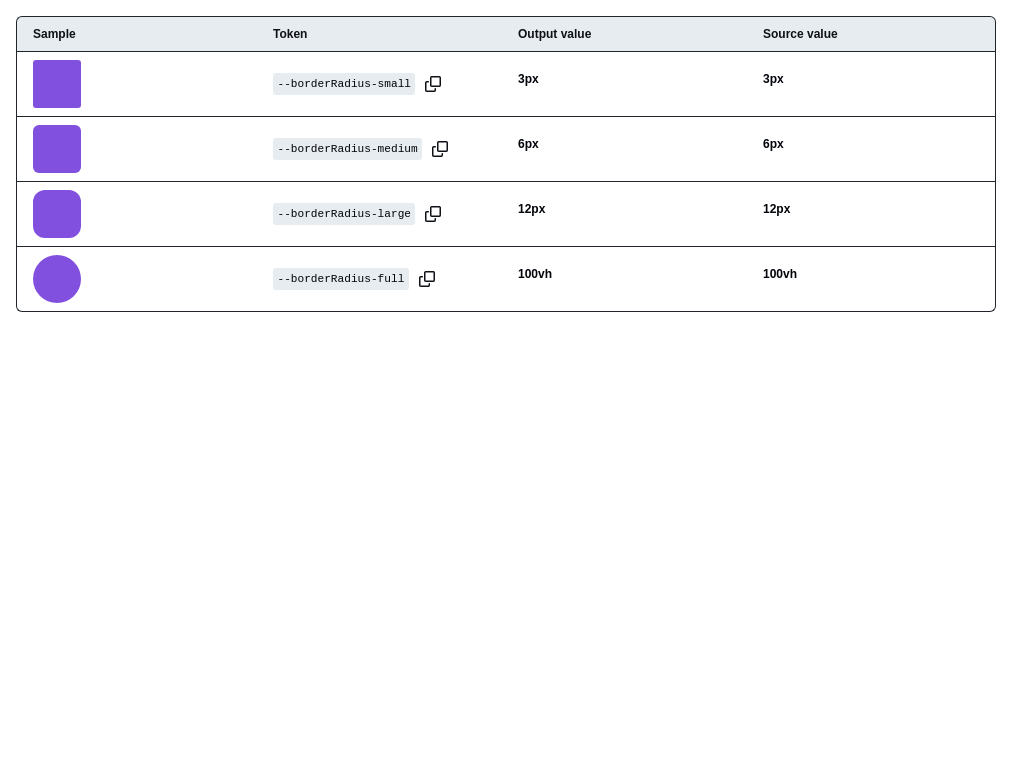 Sample Token Output value Source value
--borderRadius-small 3px 3px
--borderRadius-medium 6px 6px
--borderRadius-large 12px 12px
--borderRadius-full 100vh 100vh